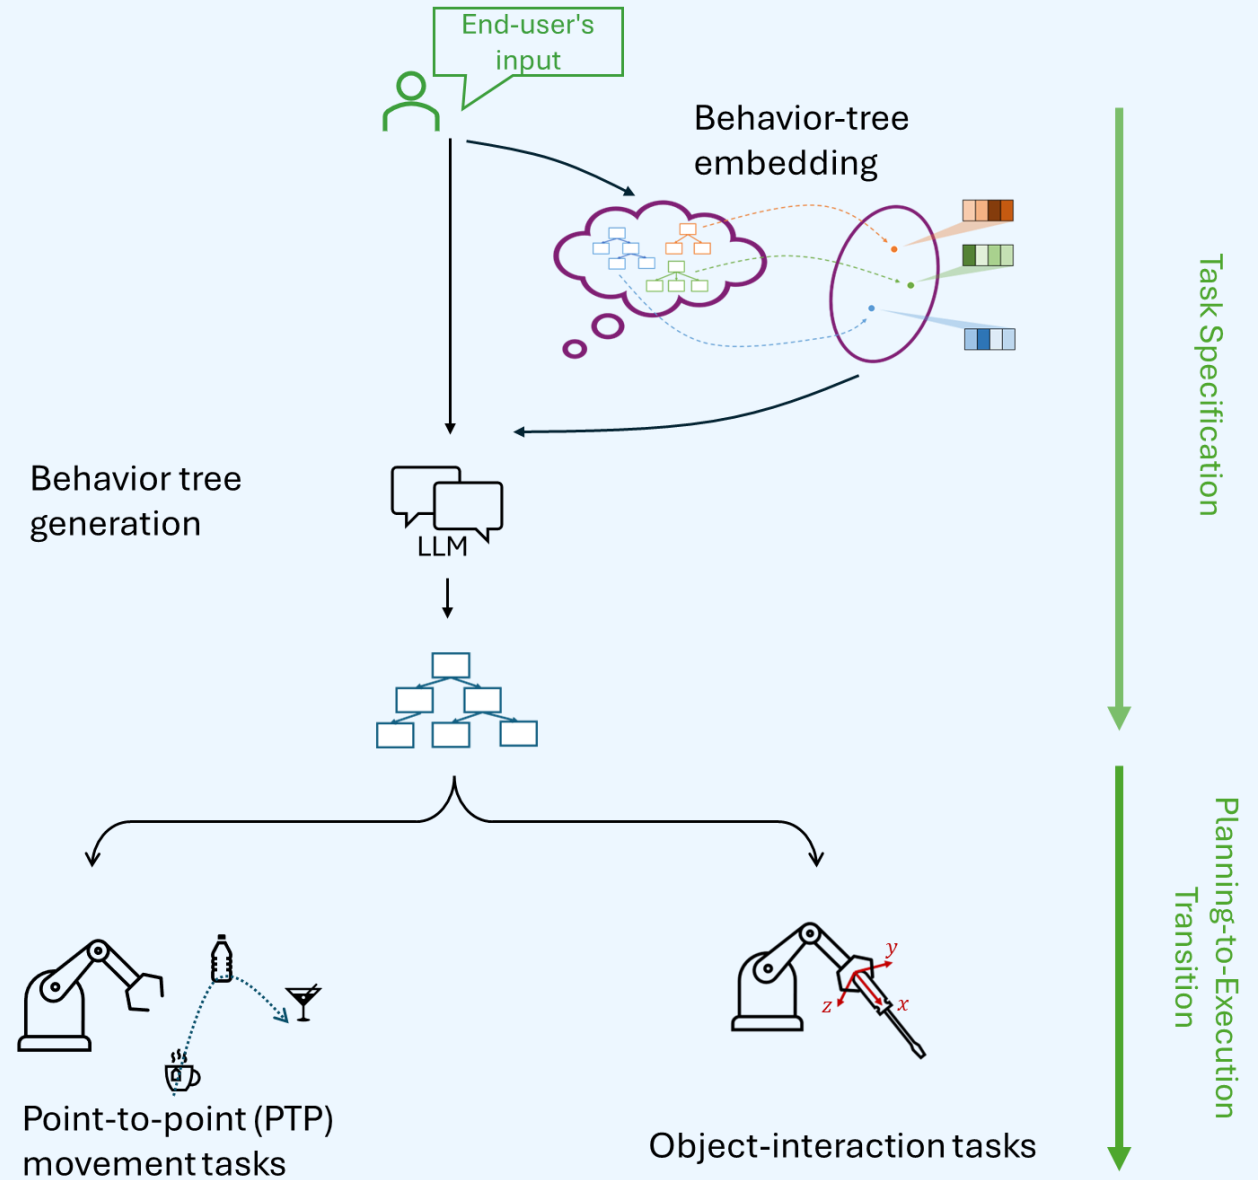 End-user's
input
Behavior-tree
embedding
Task Specification
Behavior tree
generation
LLM
Planning-to-Execution
Transition
y
z
x
Point-to-point (PTP)
movement tasks
Object-interaction tasks